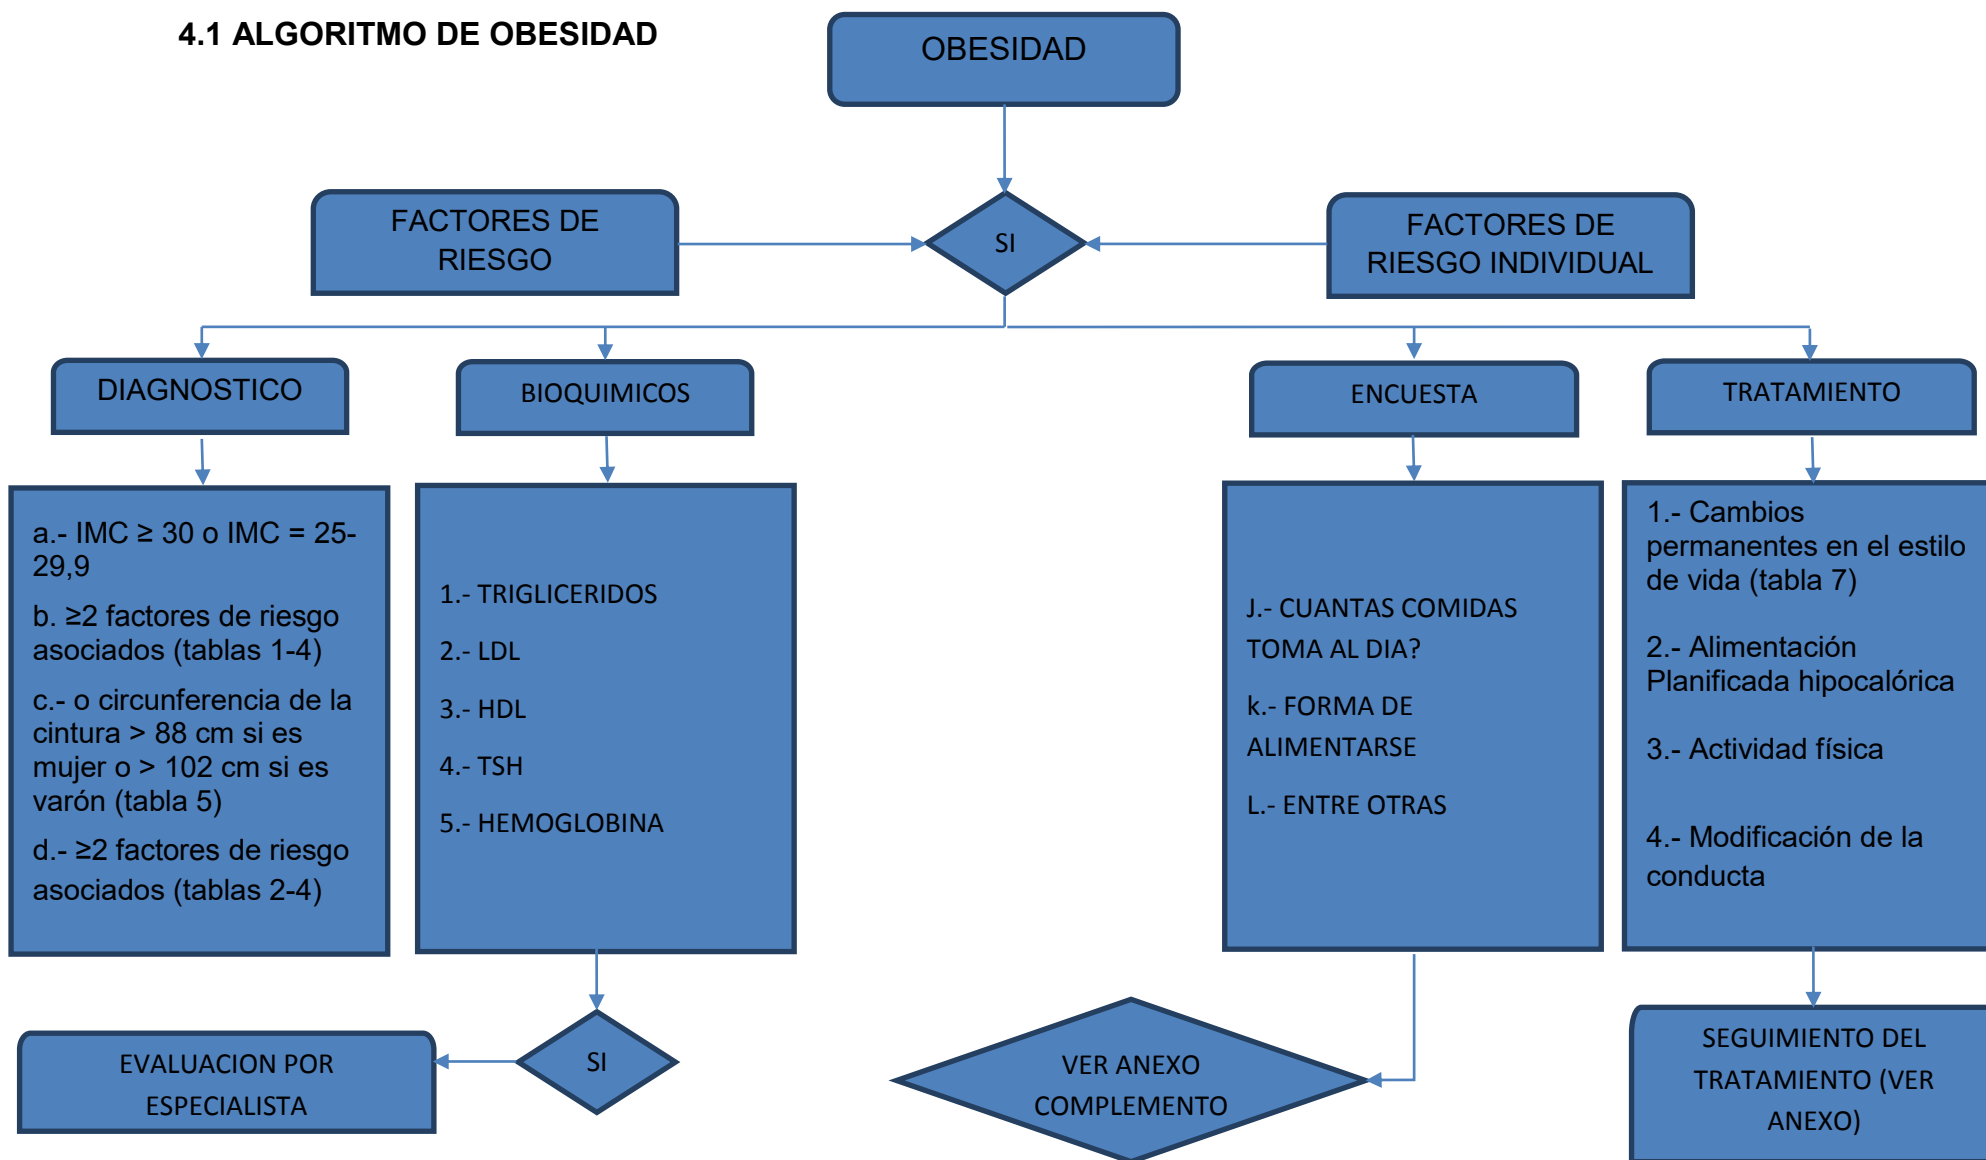 4.1 ALGORITMO DE OBESIDAD
OBESIDAD
FACTORES DE
RIESGO
SI
FACTORES DE
RIESGO INDIVIDUAL
DIAGNOSTICO
BIOQUIMICOS
ENCUESTA
TRATAMIENTO
a.- IMC ≥ 30 o IMC = 25-
29,9
b. ≥2 factores de riesgo
asociados (tablas 1-4)
c.- o circunferencia de la
cintura > 88 cm si es
mujer o > 102 cm si es
varón (tabla 5)
d.- ≥2 factores de riesgo
asociados (tablas 2-4)
1.- TRIGLICERIDOS
2.- LDL
3.- HDL
4.- TSH
5.- HEMOGLOBINA
J.- CUANTAS COMIDAS
TOMA AL DIA?
k.- FORMA DE
ALIMENTARSE
L.- ENTRE OTRAS
1.- Cambios
permanentes en el estilo
de vida (tabla 7)
2.- Alimentación
Planificada hipocalórica
3.- Actividad física
4.- Modificación de la
conducta
EVALUACION POR
ESPECIALISTA
SI
VER ANEXO
COMPLEMENTO
SEGUIMIENTO DEL
TRATAMIENTO (VER
ANEXO)